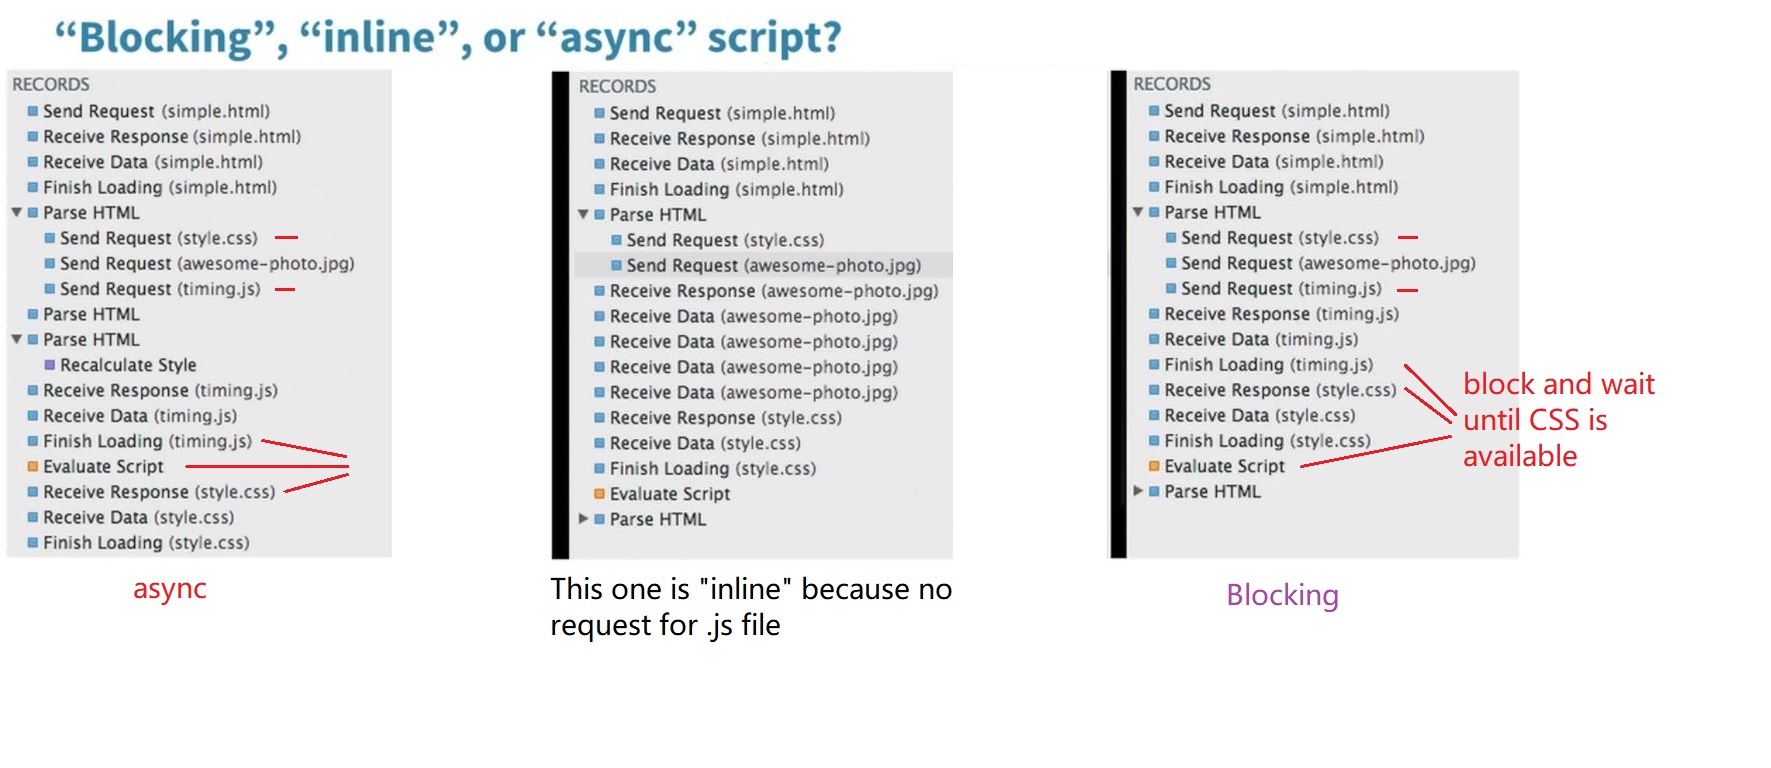 “Blocking”, “inline”, or “async” script?
RECORDS
Send Request (simple.html)
Receive Response (simple.html)
Receive Data (simple.html)
Finish Loading (simple.html)
Parse HTML
Send Request (style.css)
Send Request (awesome-photo.jpg)
Send Request (timing.js)
Parse HTML
Parse HTML
Recalculate Style
Receive Response (timing.js)
Receive Data (timing.js)
Finish Loading (timing.js)
Evaluate Script
Receive Response (style.css)
Receive Data (style.css)
Finish Loading (style.css)
async
RECORDS
Send Request (simple.html)
Receive Response (simple.html)
Receive Data (simple.html)
Finish Loading (simple.html)
Parse HTML
Send Request (style.css)
Send Request (awesome-photo.jpg)
Receive Response (awesome-photo.jpg)
Receive Data (awesome-photo.jpg)
Receive Data (awesome-photo.jpg)
Receive Data (awesome-photo.jpg)
Receive Data (awesome-photo.jpg)
Receive Response (style.css)
Receive Data (style.css)
Finish Loading (style.css)
Evaluate Script
Parse HTML
This one is "inline" because no
request for .js file
RECORDS
Send Request (simple.html)
Receive Response (simple.html)
Receive Data (simple.html)
Finish Loading (simple.html)
Parse HTML
Send Request (style.css)
Send Request (awesome-photo.jpg)
Send Request (timing.js)
Receive Response (timing.js)
Receive Data (timing.js)
Finish Loading (timing.js)
Receive Response (style.css)
Receive Data (style.css)
Finish Loading (style.css)
Evaluate Script
Parse HTML
block and wait
until CSS is
available
Blocking